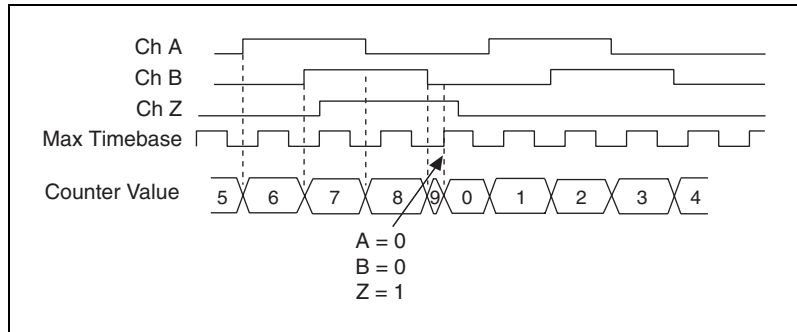 Ch A
Ch B
Ch Z
Max Timebase
Counter Value 5 6 7 8 9 0 1 2 3 4
A = 0
B = 0
Z = 1